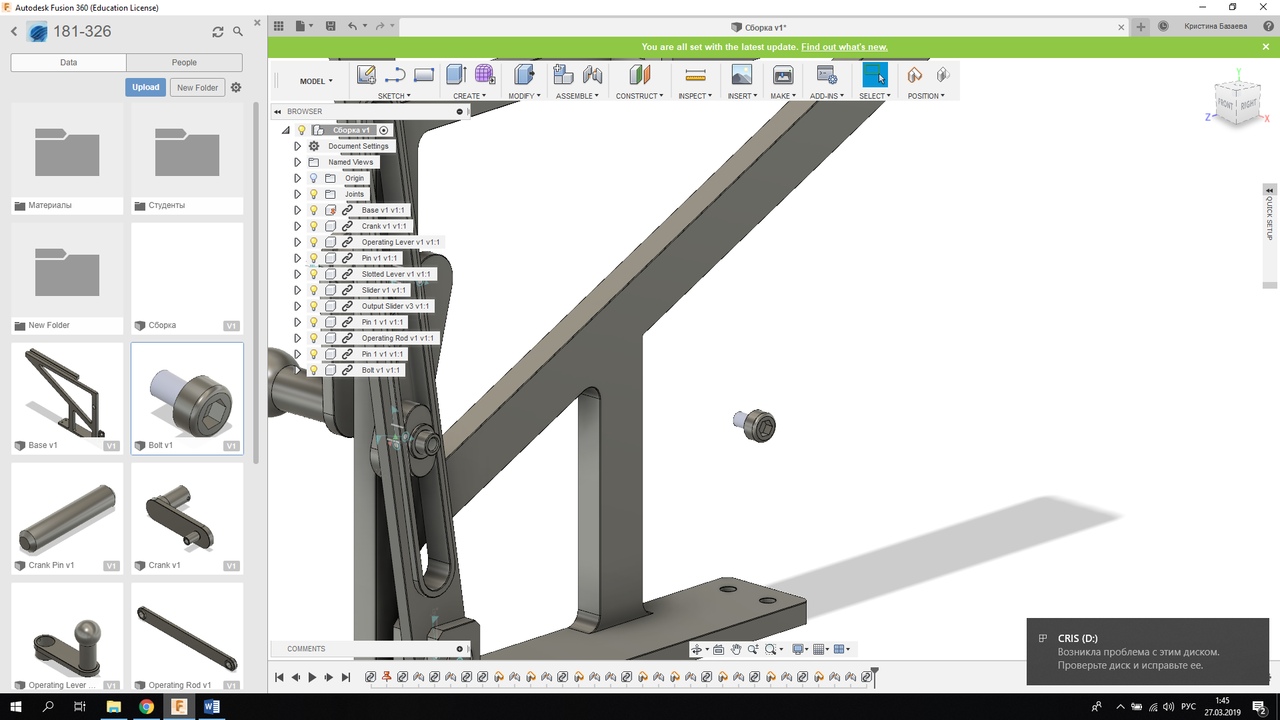 Autodesk Fusion 360 (Education License)
181-326
Data
People
Upload
New Folder
Материалы
Студенты
New Folder
Сборка
V1
Base v1
V1
Bolt v1
V1
Crank Pin v1
V1
Crank v1
V1
Operating Lever ...
V1
Operating Rod v1
V1
Сборка v1*
Кристина Базаева
You are all set with the latest update. Find out what's new.
MODEL
SKETCH
CREATE
MODIFY
ASSEMBLE
CONSTRUCT
INSPECT
INSERT
MAKE
ADD-INS
SELECT
POSITION
BROWSER
Сборка v1
Document Settings
Named Views
Origin
Joints
Base v1 v1:1
Crank v1 v1:1
Operating Lever v1 v1:1
Pin v1 v1:1
Slotted Lever v1 v1:1
Slider v1 v1:1
Output Slider v3 v1:1
Pin 1 v1 v1:1
Operating Rod v1 v1:1
Pin 1 v1 v1:1
Bolt v1 v1:1
Y
FRONT
RIGHT
Z
X
QUICK SETUP
COMMENTS
CRIS (D:)
Возникла проблема с этим диском.
Проверьте диск и исправьте ее.
РУС
1:45
27.03.2019
2